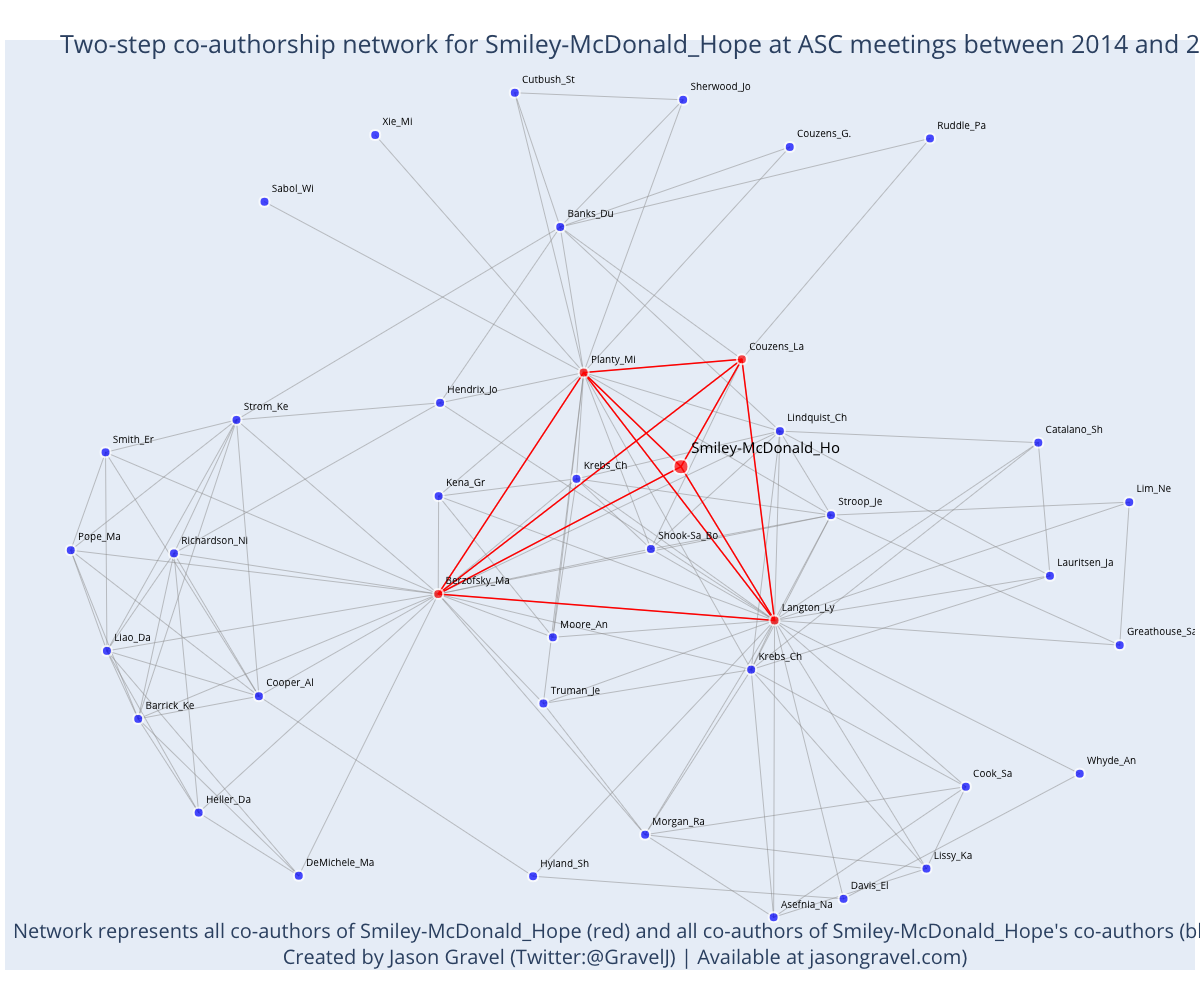 Two-step co-authorship network for Smiley-McDonald_Hope at ASC meetings between 2014 and 2
Cutbush_St
Sherwood_Jo
Xie_Mi
Couzens_G.
Ruddle_Pa
Sabol_Wi
Banks_Du
Planty_Mi
Couzens_La
Hendrix_Jo
Strom_Ke
Lindquist_Ch
Smith_Er
Catalano_Sh
Smiley-McDonald_Ho
Krebs_Ch
Kena_Gr
Lim_Ne
Stroop_Je
Pope_Ma
Richardson_Ni
Shook-Sa_Bo
Lauritsen_Ja
Berzofsky_Ma
Langton_Ly
Moore_An
Liao_Da
Greathouse_Sa
Krebs_Ch
Cooper_Al
Truman_Je
Barrick_Ke
Whyde_An
Cook_Sa
Heller_Da
Morgan_Ra
Lissy_Ka
DeMichele_Ma
Hyland_Sh
Davis_El
Asefnia_Na
Network represents all co-authors of Smiley-McDonald_Hope (red) and all co-authors of Smiley-McDonald_Hope's co-authors (bl
Created by Jason Gravel (Twitter:@GravelJ) | Available at jasongravel.com)